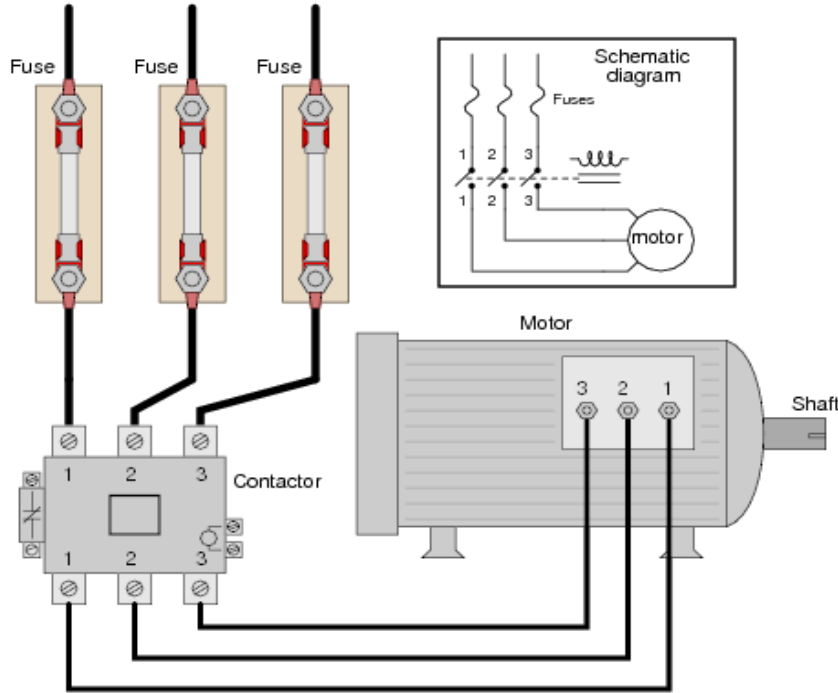 Fuse
Fuse
Fuse
Schematic
diagram
Fuses
1 2 3
1 2 3
motor
Motor
3 2 1
Shaft
1 2 3
Contactor
1 2 3